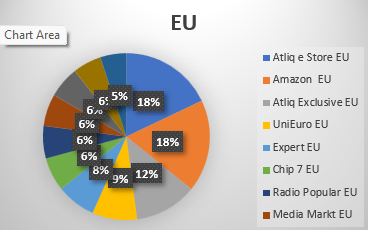 EU
Chart Area
Atliq e Store EU
Amazon  EU
Atliq Exclusive EU
UniEuro EU
Expert EU
Chip 7 EU
Radio Popular EU
Media Markt EU
18%
18%
12%
9%
8%
6%
6%
6%
6%
6%
5%